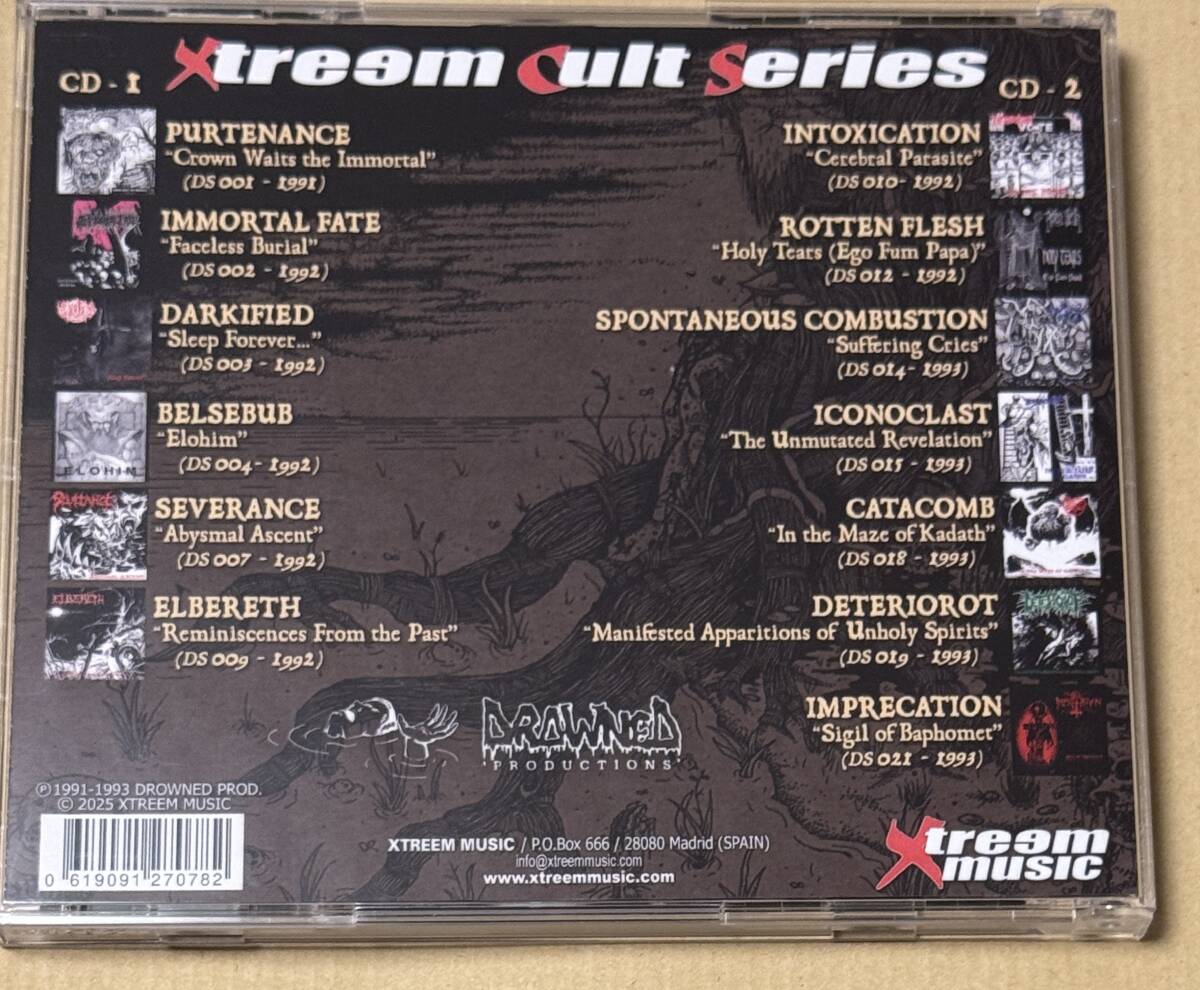 Xtreem Cult Series
CD - 1
PURTENANCE
"Crown Waits the Immortal"
(DS 001 - 1991)
IMMORTAL FATE
"Faceless Burial"
(DS 002 - 1992)
DARKIFIED
"Sleep Forever..."
(DS 003 - 1992)
BELSEBUB
"Elohim"
(DS 004- 1992)
ELOHIM
SEVERANCE
"Abysmal Ascent"
(DS 007 - 1992)
SEVERANCE
ELBERETH
"Reminiscences From the Past"
(DS 009 - 1992)
ELBERETH
CD - 2
INTOXICATION
"Cerebral Parasite"
(DS 010- 1992)
ROTTEN FLESH
"Holy Tears (Ego Fum Papa)"
(DS 012 - 1992)
SPONTANEOUS COMBUSTION
"Suffering Cries"
(DS 014- 1993)
ICONOCLAST
"The Unmutated Revelation"
(DS 015 - 1993)
CATACOMB
"In the Maze of Kadath"
(DS 018 - 1993)
DETERIOROT
"Manifested Apparitions of Unholy Spirits"
(DS 019 - 1993)
IMPRECATION
"Sigil of Baphomet"
(DS 021 - 1993)
DROWNED
PRODUCTIONS
℗ 1991-1993 DROWNED PROD.
© 2025 XTREEM MUSIC
0 619091 270782
XTREEM MUSIC / P.O.Box 666 / 28080 Madrid (SPAIN)
info@xtreemmusic.com
www.xtreemmusic.com
Xtreem
music